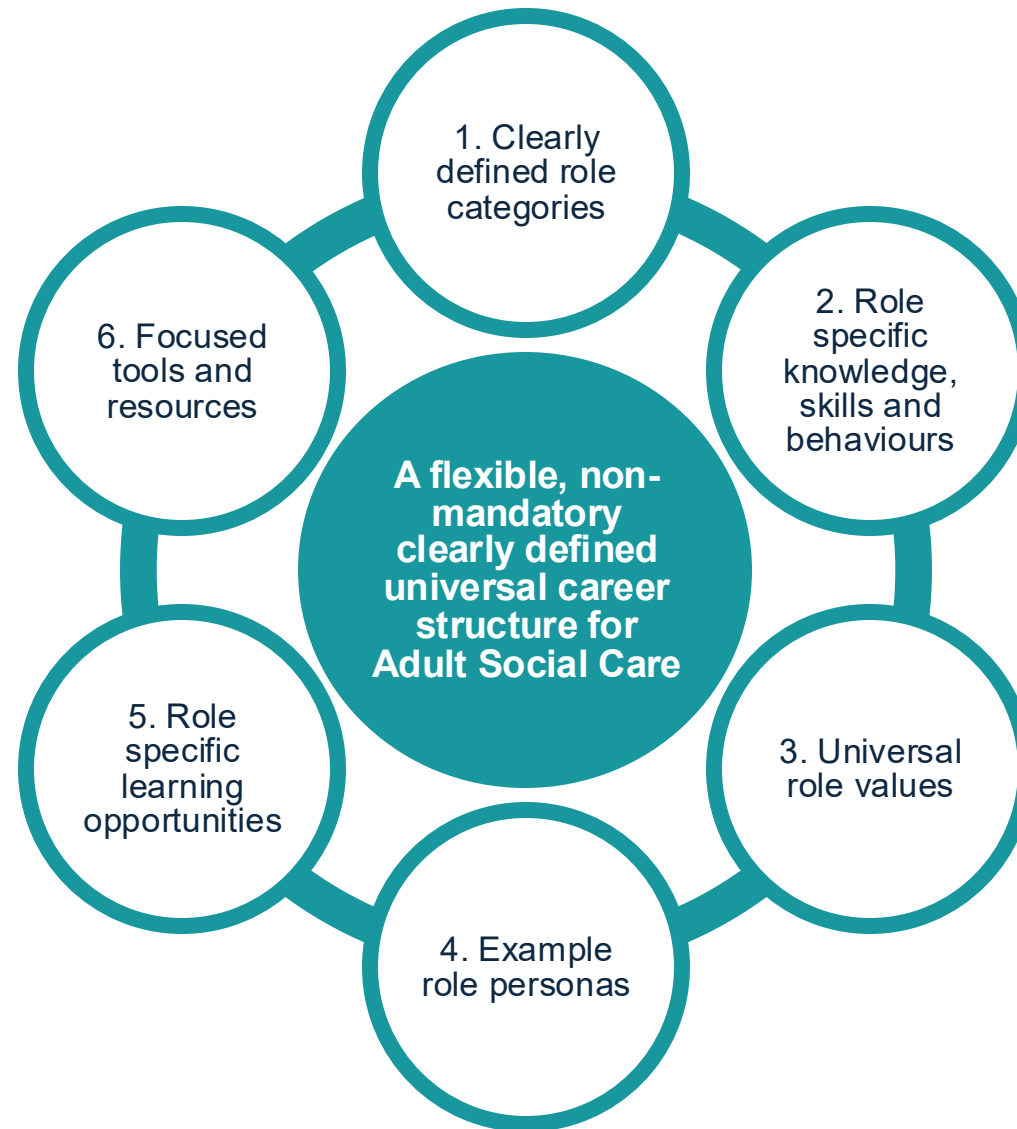 1. Clearly
defined role
categories
2. Role
specific
knowledge,
skills and
behaviours
3. Universal
role values
4. Example
role personas
5. Role
specific
learning
opportunities
6. Focused
tools and
resources
A flexible, non-
mandatory
clearly defined
universal career
structure for
Adult Social Care